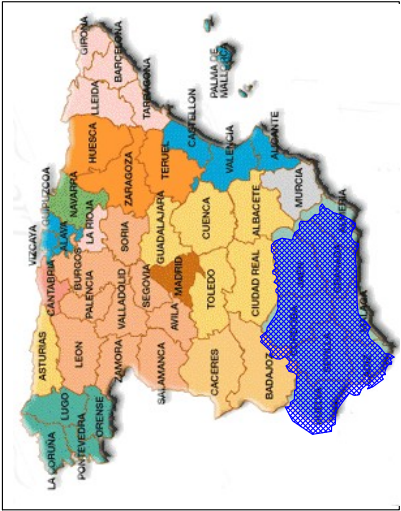 GIRONA
BARCELONA
LLEIDA
TARRAGONA
PALMA DE
MALLORCA
HUESCA
ZARAGOZA
TERUEL
CASTELLON
VALENCIA
ALICANTE
GUIPUZCOA
NAVARRA
VIZCAYA
ALAVA
LA RIOJA
SORIA
GUADALAJARA
CUENCA
ALBACETE
MURCIA
CANTABRIA
BURGOS
PALENCIA
VALLADOLID
SEGOVIA
MADRID
AVILA
TOLEDO
CIUDAD REAL
ASTURIAS
LEON
ZAMORA
SALAMANCA
CACERES
BADAJOZ
LUGO
LA CORUÑA
PONTEVEDRA
ORENSE
SEVILLA